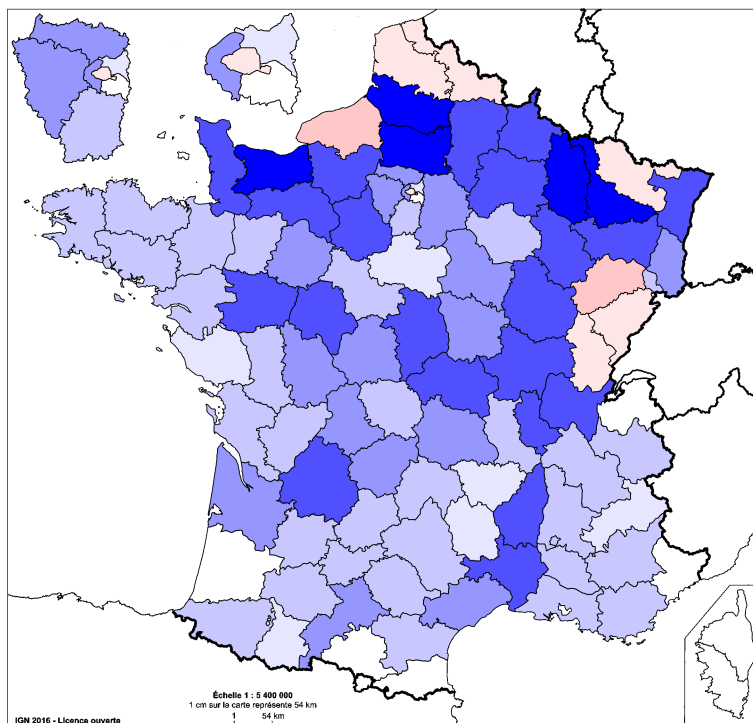 Échelle 1 : 5 400 000
1 cm sur la carte représente 54 km
1 54 km
IGN 2016 - Licence ouverte